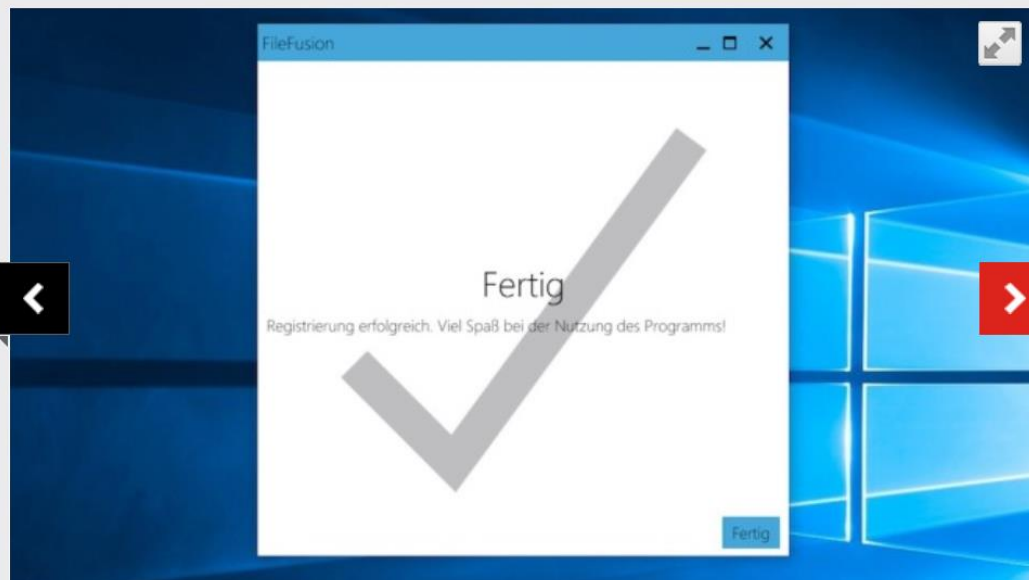 FileFusion
Fertig
Registrierung erfolgreich. Viel Spaß bei der Nutzung des Programms!
Fertig